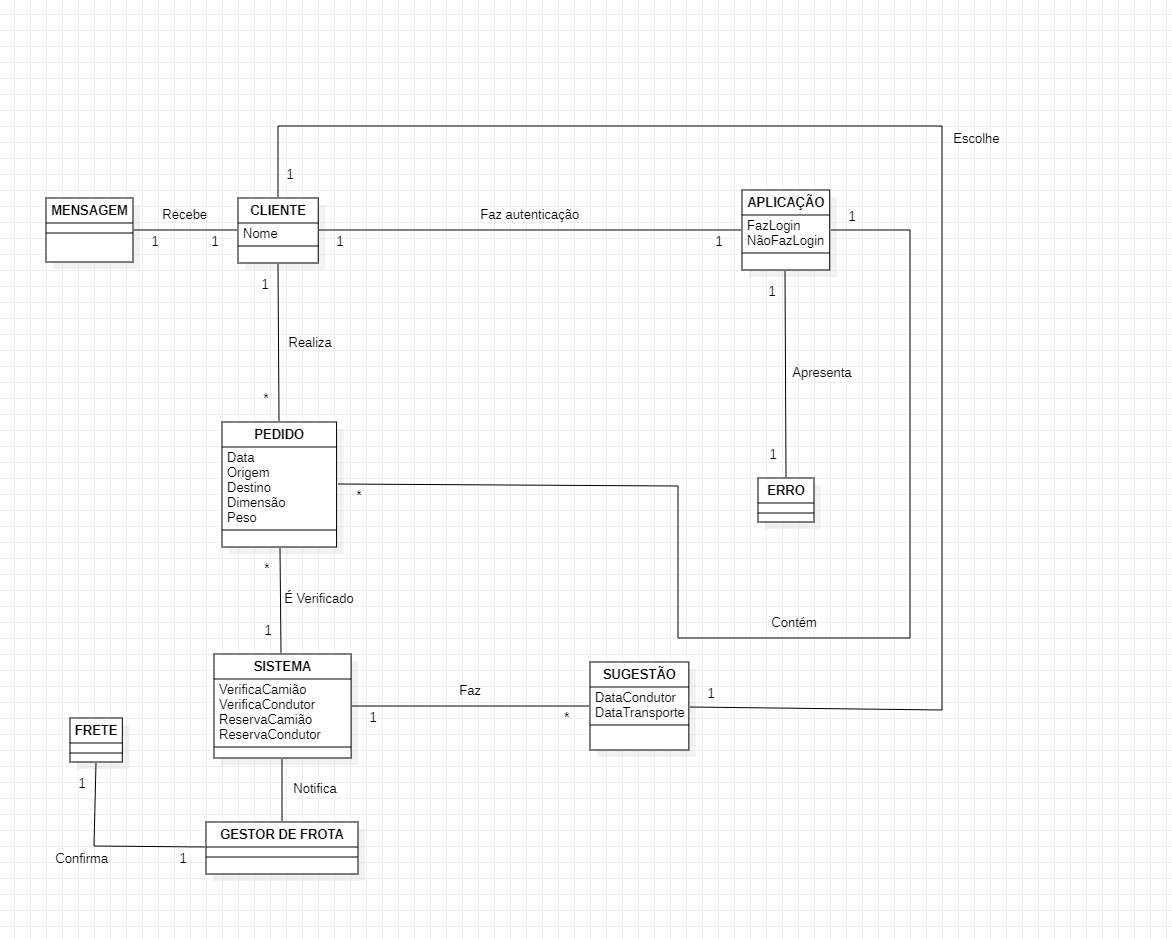 Escolhe
1
MENSAGEM
Recebe
1
1
CLIENTE
Nome
1
Faz autenticação
1
APLICAÇÃO
FazLogin
NãoFazLogin
1
1
Realiza
*
1
Apresenta
1
ERRO
PEDIDO
Data
Origem
Destino
Dimensão
Peso
*
*
É Verificado
1
Contém
SISTEMA
VerificaCamião
VerificaCondutor
ReservaCamião
ReservaCondutor
1
Faz
*
SUGESTÃO
DataCondutor
DataTransporte
1
FRETE
1
Notifica
GESTOR DE FROTA
Confirma
1